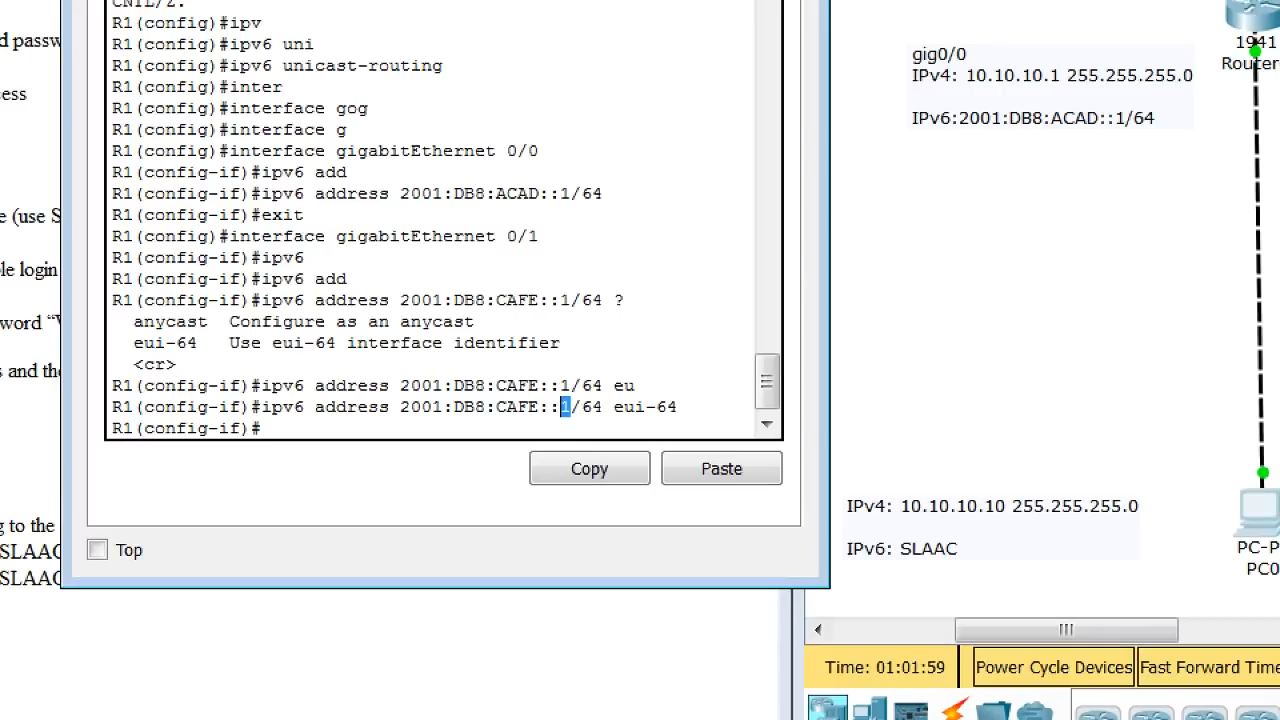 CNTL/Z.
R1(config)#ipv
R1(config)#ipv6 uni
R1(config)#ipv6 unicast-routing
R1(config)#inter
R1(config)#interface gog
R1(config)#interface g
R1(config)#interface gigabitEthernet 0/0
R1(config-if)#ipv6 add
R1(config-if)#ipv6 address 2001:DB8:ACAD::1/64
R1(config-if)#exit
R1(config)#interface gigabitEthernet 0/1
R1(config-if)#ipv6
R1(config-if)#ipv6 add
R1(config-if)#ipv6 address 2001:DB8:CAFE::1/64 ?
anycast Configure as an anycast
eui-64 Use eui-64 interface identifier
<cr>
R1(config-if)#ipv6 address 2001:DB8:CAFE::1/64 eu
R1(config-if)#ipv6 address 2001:DB8:CAFE::1/64 eui-64
R1(config-if)#
Copy Paste
Top
d passw
ess
e (use S
le login
word “
s and the
g to the
SLAAC
SLAAC
gig0/0
IPv4: 10.10.10.1 255.255.255.0
IPv6:2001:DB8:ACAD::1/64
1941
Router
IPv4: 10.10.10.10 255.255.255.0
IPv6: SLAAC
PC-P
PC0
Time: 01:01:59 Power Cycle Devices Fast Forward Time